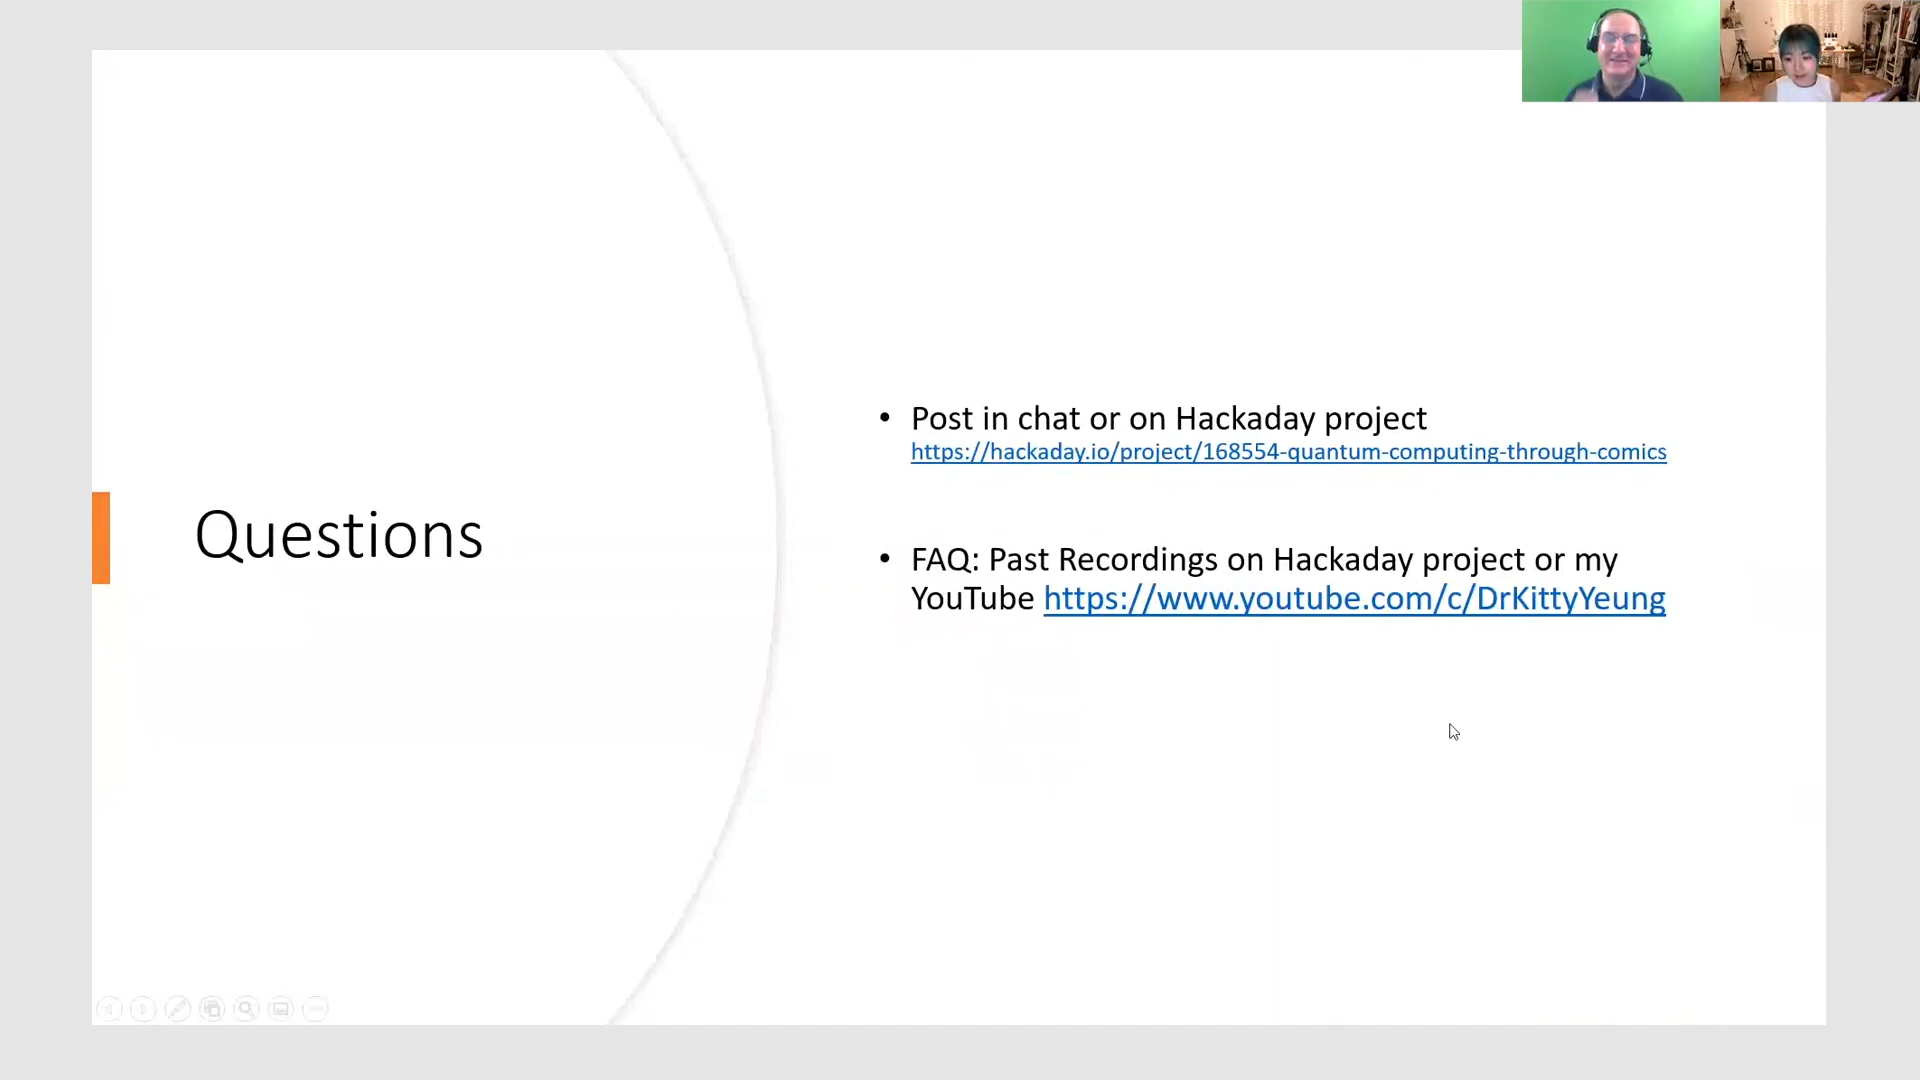 Questions
• Post in chat or on Hackaday project
https://hackaday.io/project/168554-quantum-computing-through-comics
• FAQ: Past Recordings on Hackaday project or my
YouTube https://www.youtube.com/c/DrKittyYeung